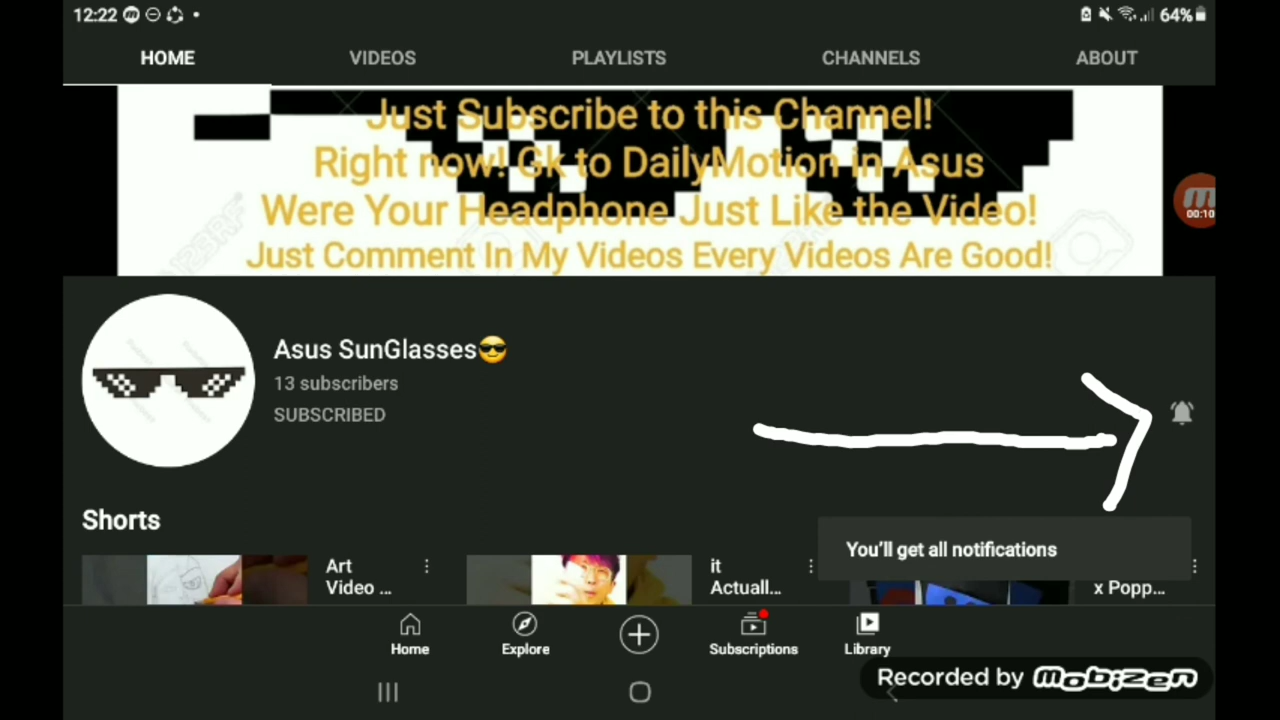 12:22
64%
HOME
VIDEOS
PLAYLISTS
CHANNELS
ABOUT
Just Subscribe to this Channel!
Right now! Gk to DailyMotion in Asus
Were Your Headphone Just Like the Video!
Just Comment In My Videos Every Videos Are Good!
00:10
Asus SunGlasses😎
13 subscribers
SUBSCRIBED
Shorts
Art
Video ...
it
Actuall...
x Popp...
You'll get all notifications
Home
Explore
Subscriptions
Library
Recorded by Mobizen